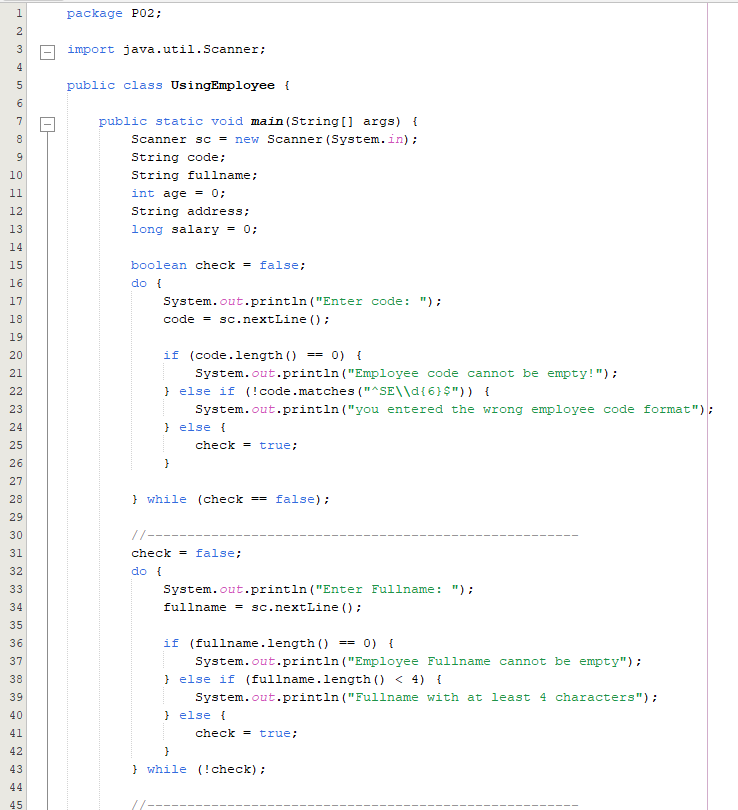 1 package P02;
2
3 import java.util.Scanner;
4
5 public class UsingEmployee {
6
7 public static void main(String[] args) {
8 Scanner sc = new Scanner(System.in);
9 String code;
10 String fullname;
11 int age = 0;
12 String address;
13 long salary = 0;
14
15 boolean check = false;
16 do {
17 System.out.println("Enter code: ");
18 code = sc.nextLine();
19
20 if (code.length() == 0) {
21 System.out.println("Employee code cannot be empty!");
22 } else if (!code.matches("^SE\\d{6}$")) {
23 System.out.println("you entered the wrong employee code format");
24 } else {
25 check = true;
26 }
27
28 } while (check == false);
29
30 //------------------------------------------------------
31 check = false;
32 do {
33 System.out.println("Enter Fullname: ");
34 fullname = sc.nextLine();
35
36 if (fullname.length() == 0) {
37 System.out.println("Employee Fullname cannot be empty");
38 } else if (fullname.length() < 4) {
39 System.out.println("Fullname with at least 4 characters");
40 } else {
41 check = true;
42 }
43 } while (!check);
44
45 //------------------------------------------------------